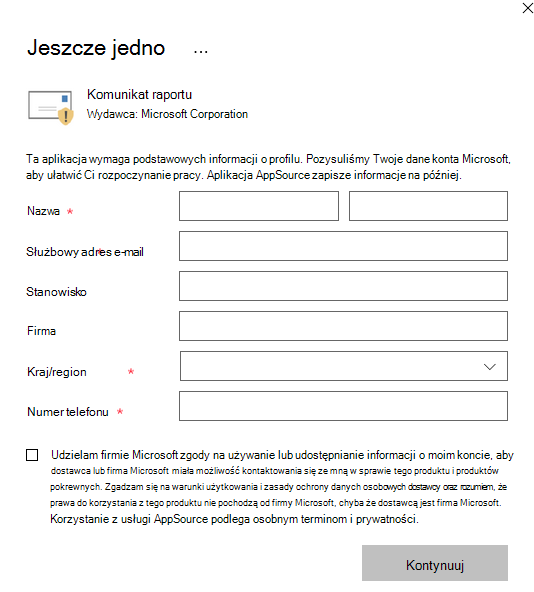 Jeszcze jedno ...
Komunikat raportu
Wydawca: Microsoft Corporation
Ta aplikacja wymaga podstawowych informacji o profilu. Pozysuliśmy Twoje dane konta Microsoft,
aby ułatwić Ci rozpoczynanie pracy. Aplikacja AppSource zapisze informacje na później.
Nazwa *
Służbowy adres e-mail
Stanowisko
Firma
Kraj/region *
Numer telefonu *
Udzielam firmie Microsoft zgody na używanie lub udostępnianie informacji o moim koncie, aby
dostawca lub firma Microsoft miała możliwość kontaktowania się ze mną w sprawie tego produktu i produktów
pokrewnych. Zgadzam się na warunki użytkowania i zasady ochrony danych osobowych dostawcy oraz rozumiem, że
prawa do korzystania z tego produktu nie pochodzą od firmy Microsoft, chyba że dostawcą jest firma Microsoft.
Korzystanie z usługi AppSource podlega osobnym terminom i prywatności.
Kontynuuj